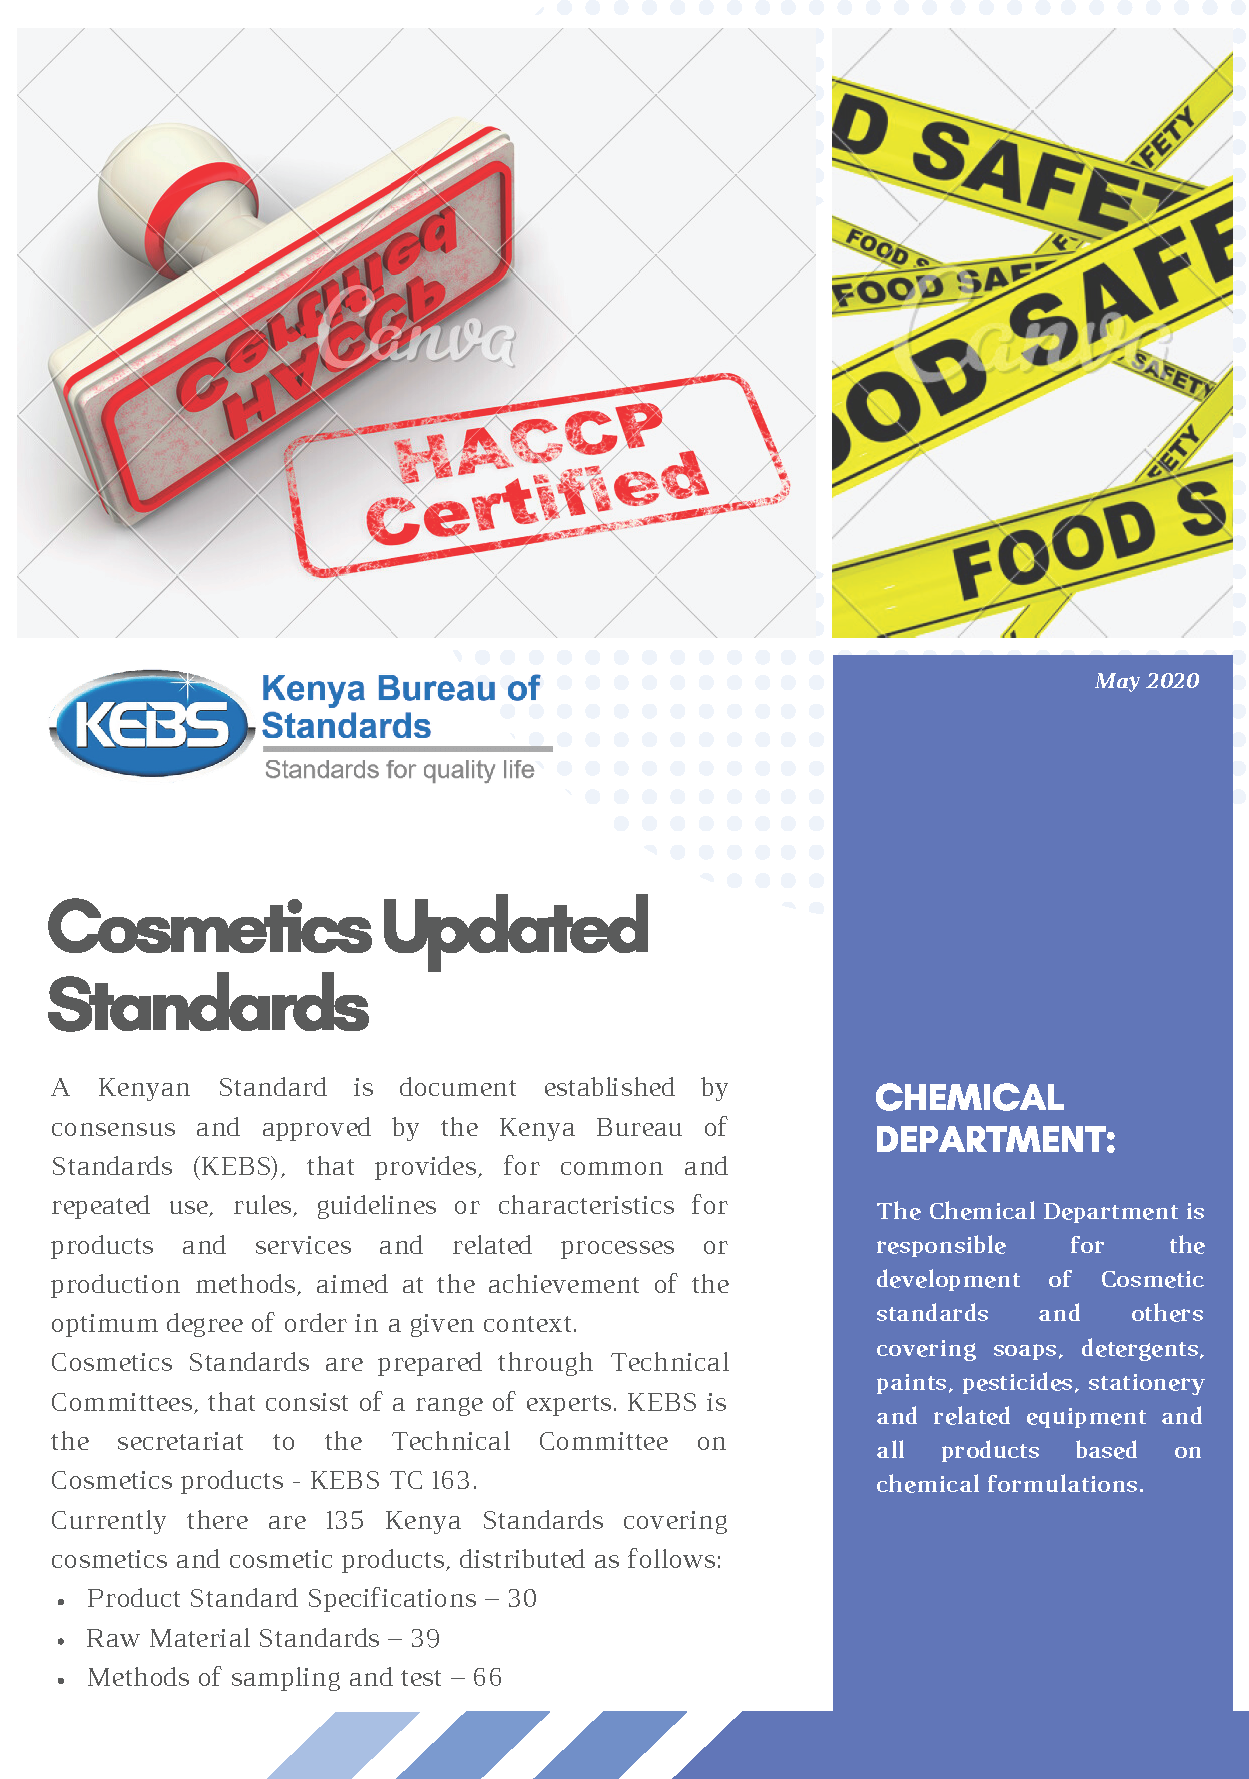 Certified
HACCP
Canva
HACCP
Certified
D SAFET
FETY
FOOD S
FOOD SAFE
OOD SAFE
Canva
SAFETY
ETY
FOOD S
KEBS
Kenya Bureau of
Standards
Standards for quality life
May 2020
Cosmetics Updated
Standards
A Kenyan Standard is document established by
consensus and approved by the Kenya Bureau of
Standards (KEBS), that provides, for common and
repeated use, rules, guidelines or characteristics for
products and services and related processes or
production methods, aimed at the achievement of the
optimum degree of order in a given context.
Cosmetics Standards are prepared through Technical
Committees, that consist of a range of experts. KEBS is
the secretariat to the Technical Committee on
Cosmetics products - KEBS TC 163.
Currently there are 135 Kenya Standards covering
cosmetics and cosmetic products, distributed as follows:
• Product Standard Specifications – 30
• Raw Material Standards – 39
• Methods of sampling and test – 66
CHEMICAL
DEPARTMENT:
The Chemical Department is
responsible for the
development of Cosmetic
standards and others
covering soaps, detergents,
paints, pesticides, stationery
and related equipment and
all products based on
chemical formulations.